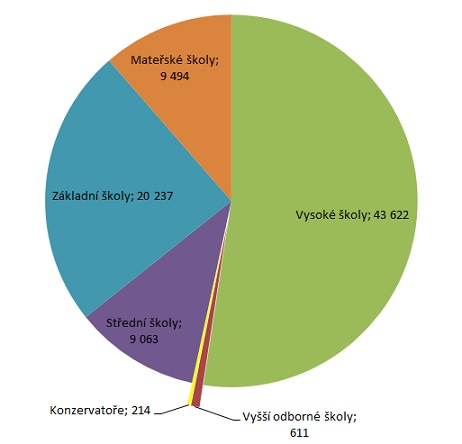 Mateřské školy;
9 494
Základní školy; 20 237
Vysoké školy; 43 622
Střední školy;
9 063
Konzervatoře; 214
Vyšší odborné školy;
611